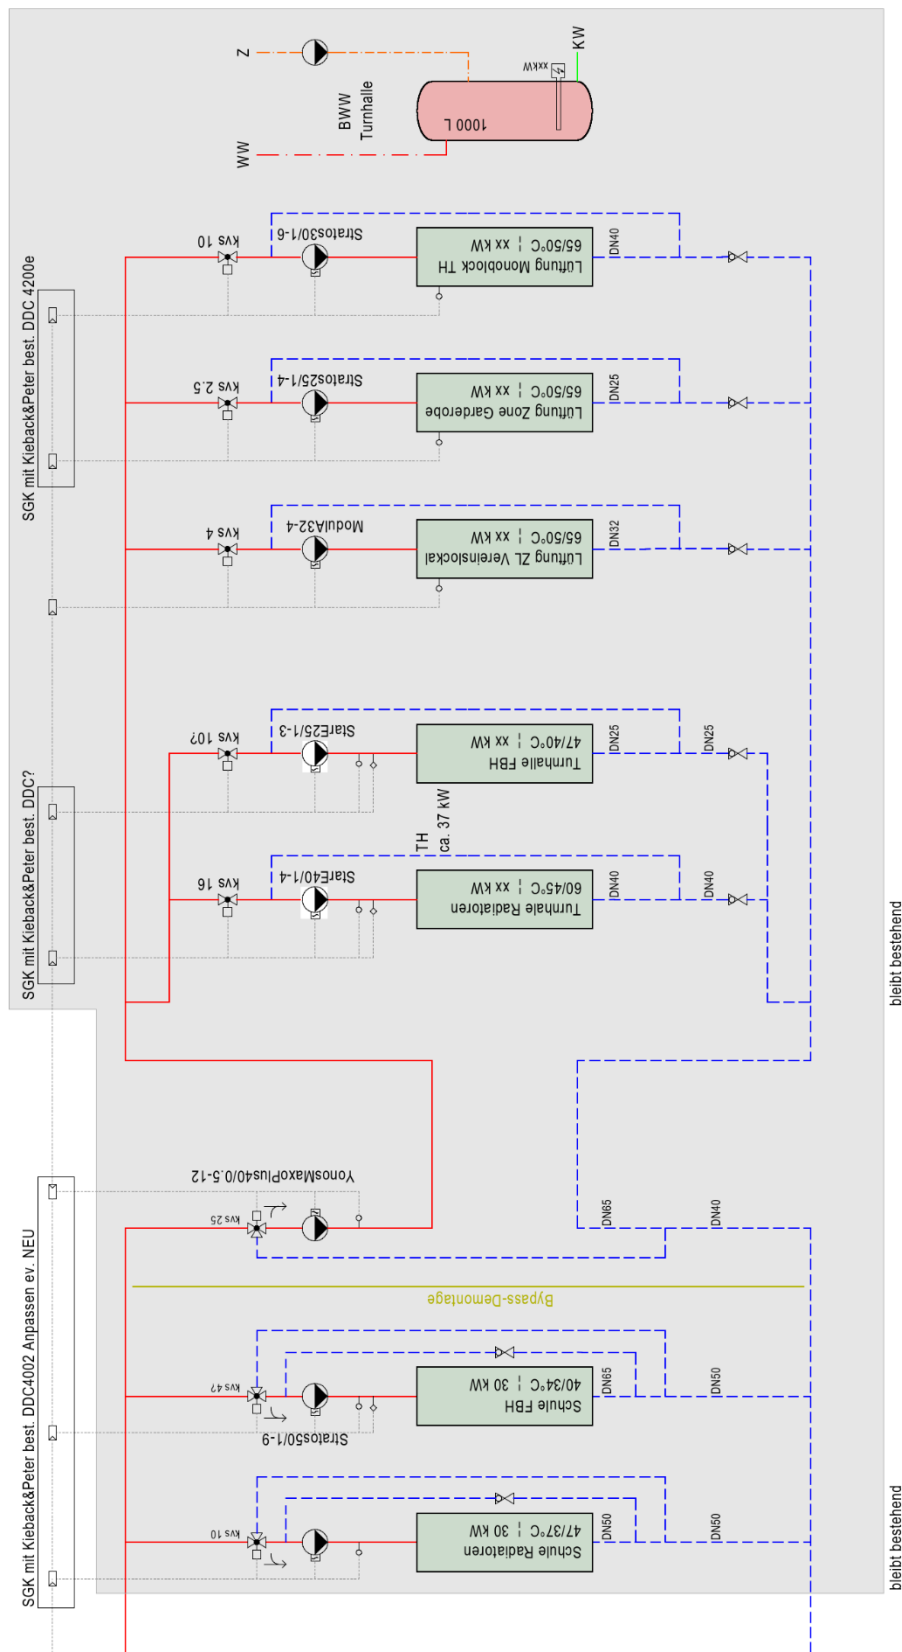 Z
KW
xxkW
BWW
Turnhalle
1000 L
WW
SGK mit Kieback&Peter best. DDC 4200e
kvs 10
Stratos30/1-6
Lüftung Monoblock TH
65/50°C ¦ xx kW
DN40
kvs 2.5
Stratos25/1-4
Lüftung Zone Garderobe
65/50°C ¦ xx kW
DN25
kvs 4
ModulA32-4
Lüftung ZL Vereinslockal
65/50°C ¦ xx kW
DN32
SGK mit Kieback&Peter best. DDC?
kvs 10?
StarE25/1-3
Turnhalle FBH
47/40°C ¦ xx kW
DN25
DN25
TH
ca. 37 kW
kvs 16
StarE40/1-4
Turnhale Radiatoren
60/45°C ¦ xx kW
DN40
DN40
bleibt bestehend
SGK mit Kieback&Peter best. DDC4002 Anpassen ev. NEU
YonosMaxoPlus40/0.5-12
kvs 25
DN65
DN40
Bypass-Demontage
kvs 4?
Stratos50/1-9
Schule FBH
40/34°C ¦ 30 kW
DN65
DN50
kvs 10
Schule Radiatoren
47/37°C ¦ 30 kW
DN50
DN50
bleibt bestehend